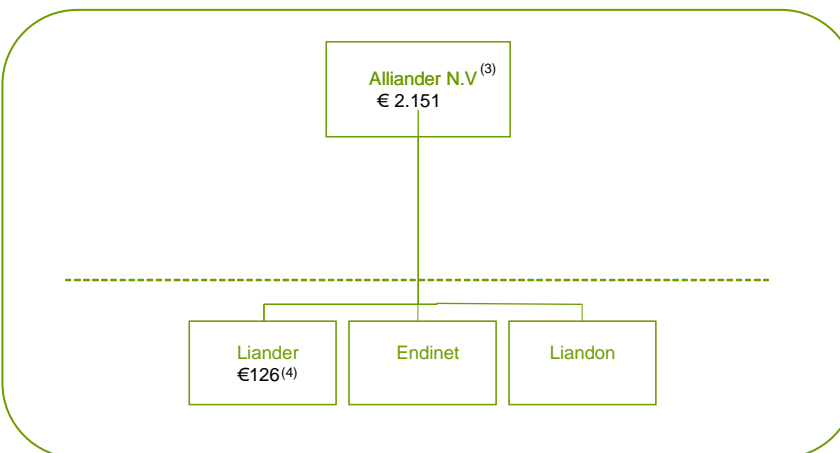 Alliander N.V (3)
€ 2.151
Liander
€126(4)
Endinet
Liandon